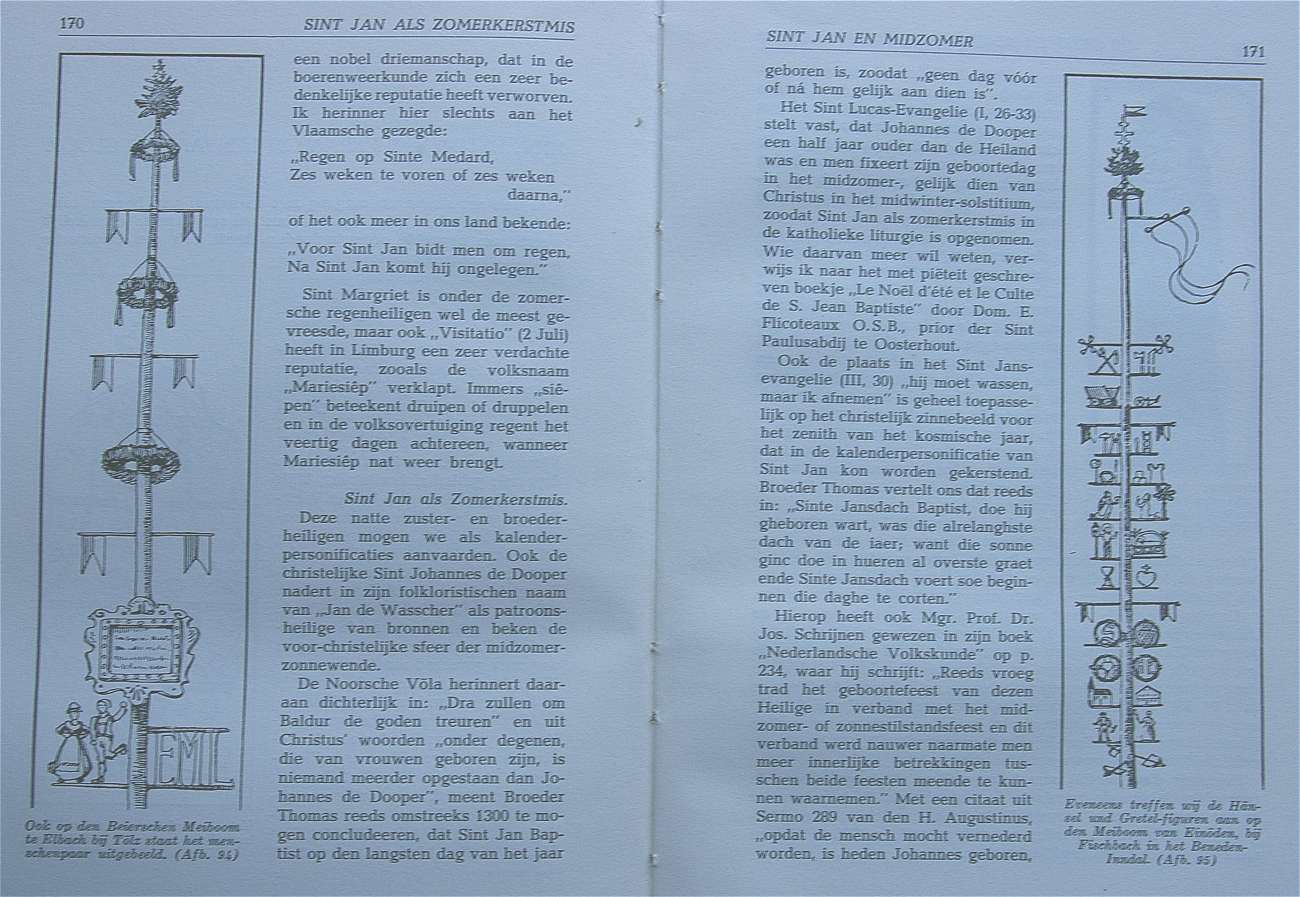 170
SINT JAN ALS ZOMERKERSTMIS
een nobel driemanschap, dat in de
boerenweerkunde zich een zeer be-
denkelijke reputatie heeft verworven.
Ik herinner hier slechts aan het
Vlaamsche gezegde:
„Regen op Sinte Medard,
Zes weken te voren of zes weken
daarna,"
of het ook meer in ons land bekende:
„Voor Sint Jan bidt men om regen,
Na Sint Jan komt hij ongelegen."
Sint Margriet is onder de zomer-
sche regenheiligen wel de meest ge-
vreesde, maar ook „Visitatio" (2 Juli)
heeft in Limburg een zeer verdachte
reputatie, zooals de volksnaam
„Mariesiêp" verklapt. Immers „siê-
pen" beteekent druipen of druppelen
en in de volksovertuiging regent het
veertig dagen achtereen, wanneer
Mariesiêp nat weer brengt.
Sint Jan als Zomerkerstmis.
Deze natte zuster- en broeder-
heiligen mogen we als kalender-
personificaties aanvaarden. Ook de
christelijke Sint Johannes de Dooper
nadert in zijn folkloristischen naam
van „Jan de Wasscher" als patroons-
heilige van bronnen en beken de
voor-christelijke sfeer der midzomer-
zonnewende.
De Noorsche Völa herinnert daar-
aan dichterlijk in: „Dra zullen om
Baldur de goden treuren" en uit
Christus' woorden „onder degenen,
die van vrouwen geboren zijn, is
niemand meerder opgestaan dan Jo-
hannes de Dooper", meent Broeder
Thomas reeds omstreeks 1300 te mo-
gen concludeeren, dat Sint Jan Bap-
tist op den langsten dag van het jaar
EML
Ook op den Beierschen Meiboom
te Elbach bij Tölz staat het men-
schenpaar uitgebeeld. (Afb. 94)
SINT JAN EN MIDZOMER
171
geboren is, zoodat „geen dag vóór
of ná hem gelijk aan dien is".
Het Sint Lucas-Evangelie (I, 26-33)
stelt vast, dat Johannes de Dooper
een half jaar ouder dan de Heiland
was en men fixeert zijn geboortedag
in het midzomer-, gelijk dien van
Christus in het midwinter-solstitium,
zoodat Sint Jan als zomerkerstmis in
de katholieke liturgie is opgenomen.
Wie daarvan meer wil weten, ver-
wijs ik naar het met piëteit geschre-
ven boekje „Le Noël d'été et le Culte
de S. Jean Baptiste" door Dom. E.
Flicoteaux O.S.B., prior der Sint
Paulusabdij te Oosterhout.
Ook de plaats in het Sint Jans-
evangelie (III, 30) „hij moet wassen,
maar ik afnemen" is geheel toepasse-
lijk op het christelijk zinnebeeld voor
het zenith van het kosmische jaar,
dat in de kalenderpersonificatie van
Sint Jan kon worden gekerstend.
Broeder Thomas vertelt ons dat reeds
in: „Sinte Jansdach Baptist, doe hij
gheboren wart, was die alrelanghste
dach van de iaer; want die sonne
ginc doe in hueren al overste graet
ende Sinte Jansdach voert soe begin-
nen die daghe te corten."
Hierop heeft ook Mgr. Prof. Dr.
Jos. Schrijnen gewezen in zijn boek
„Nederlandsche Volkskunde" op p.
234, waar hij schrijft: „Reeds vroeg
trad het geboortefeest van dezen
Heilige in verband met het mid-
zomer- of zonnestilstandsfeest en dit
verband werd nauwer naarmate men
meer innerlijke betrekkingen tus-
schen beide feesten meende te kun-
nen waarnemen." Met een citaat uit
Sermo 289 van den H. Augustinus,
„opdat de mensch mocht vernederd
worden, is heden Johannes geboren,
Eveneens treffen wij de Hän-
sel und Gretel-figuren aan op
den Meiboom van Einöden, bij
Fischbach in het Beneden-
Inndal. (Afb. 95)